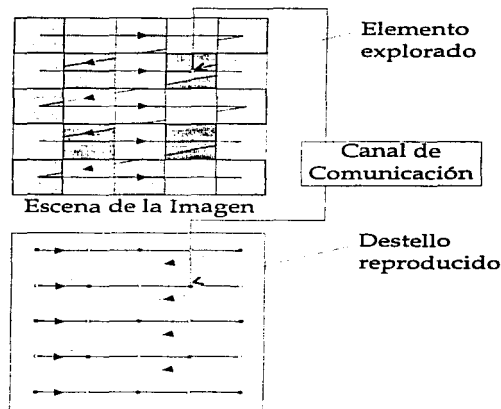 Elemento
explorado
Canal de
Comunicación
Escena de la Imagen
Destello
reproducido